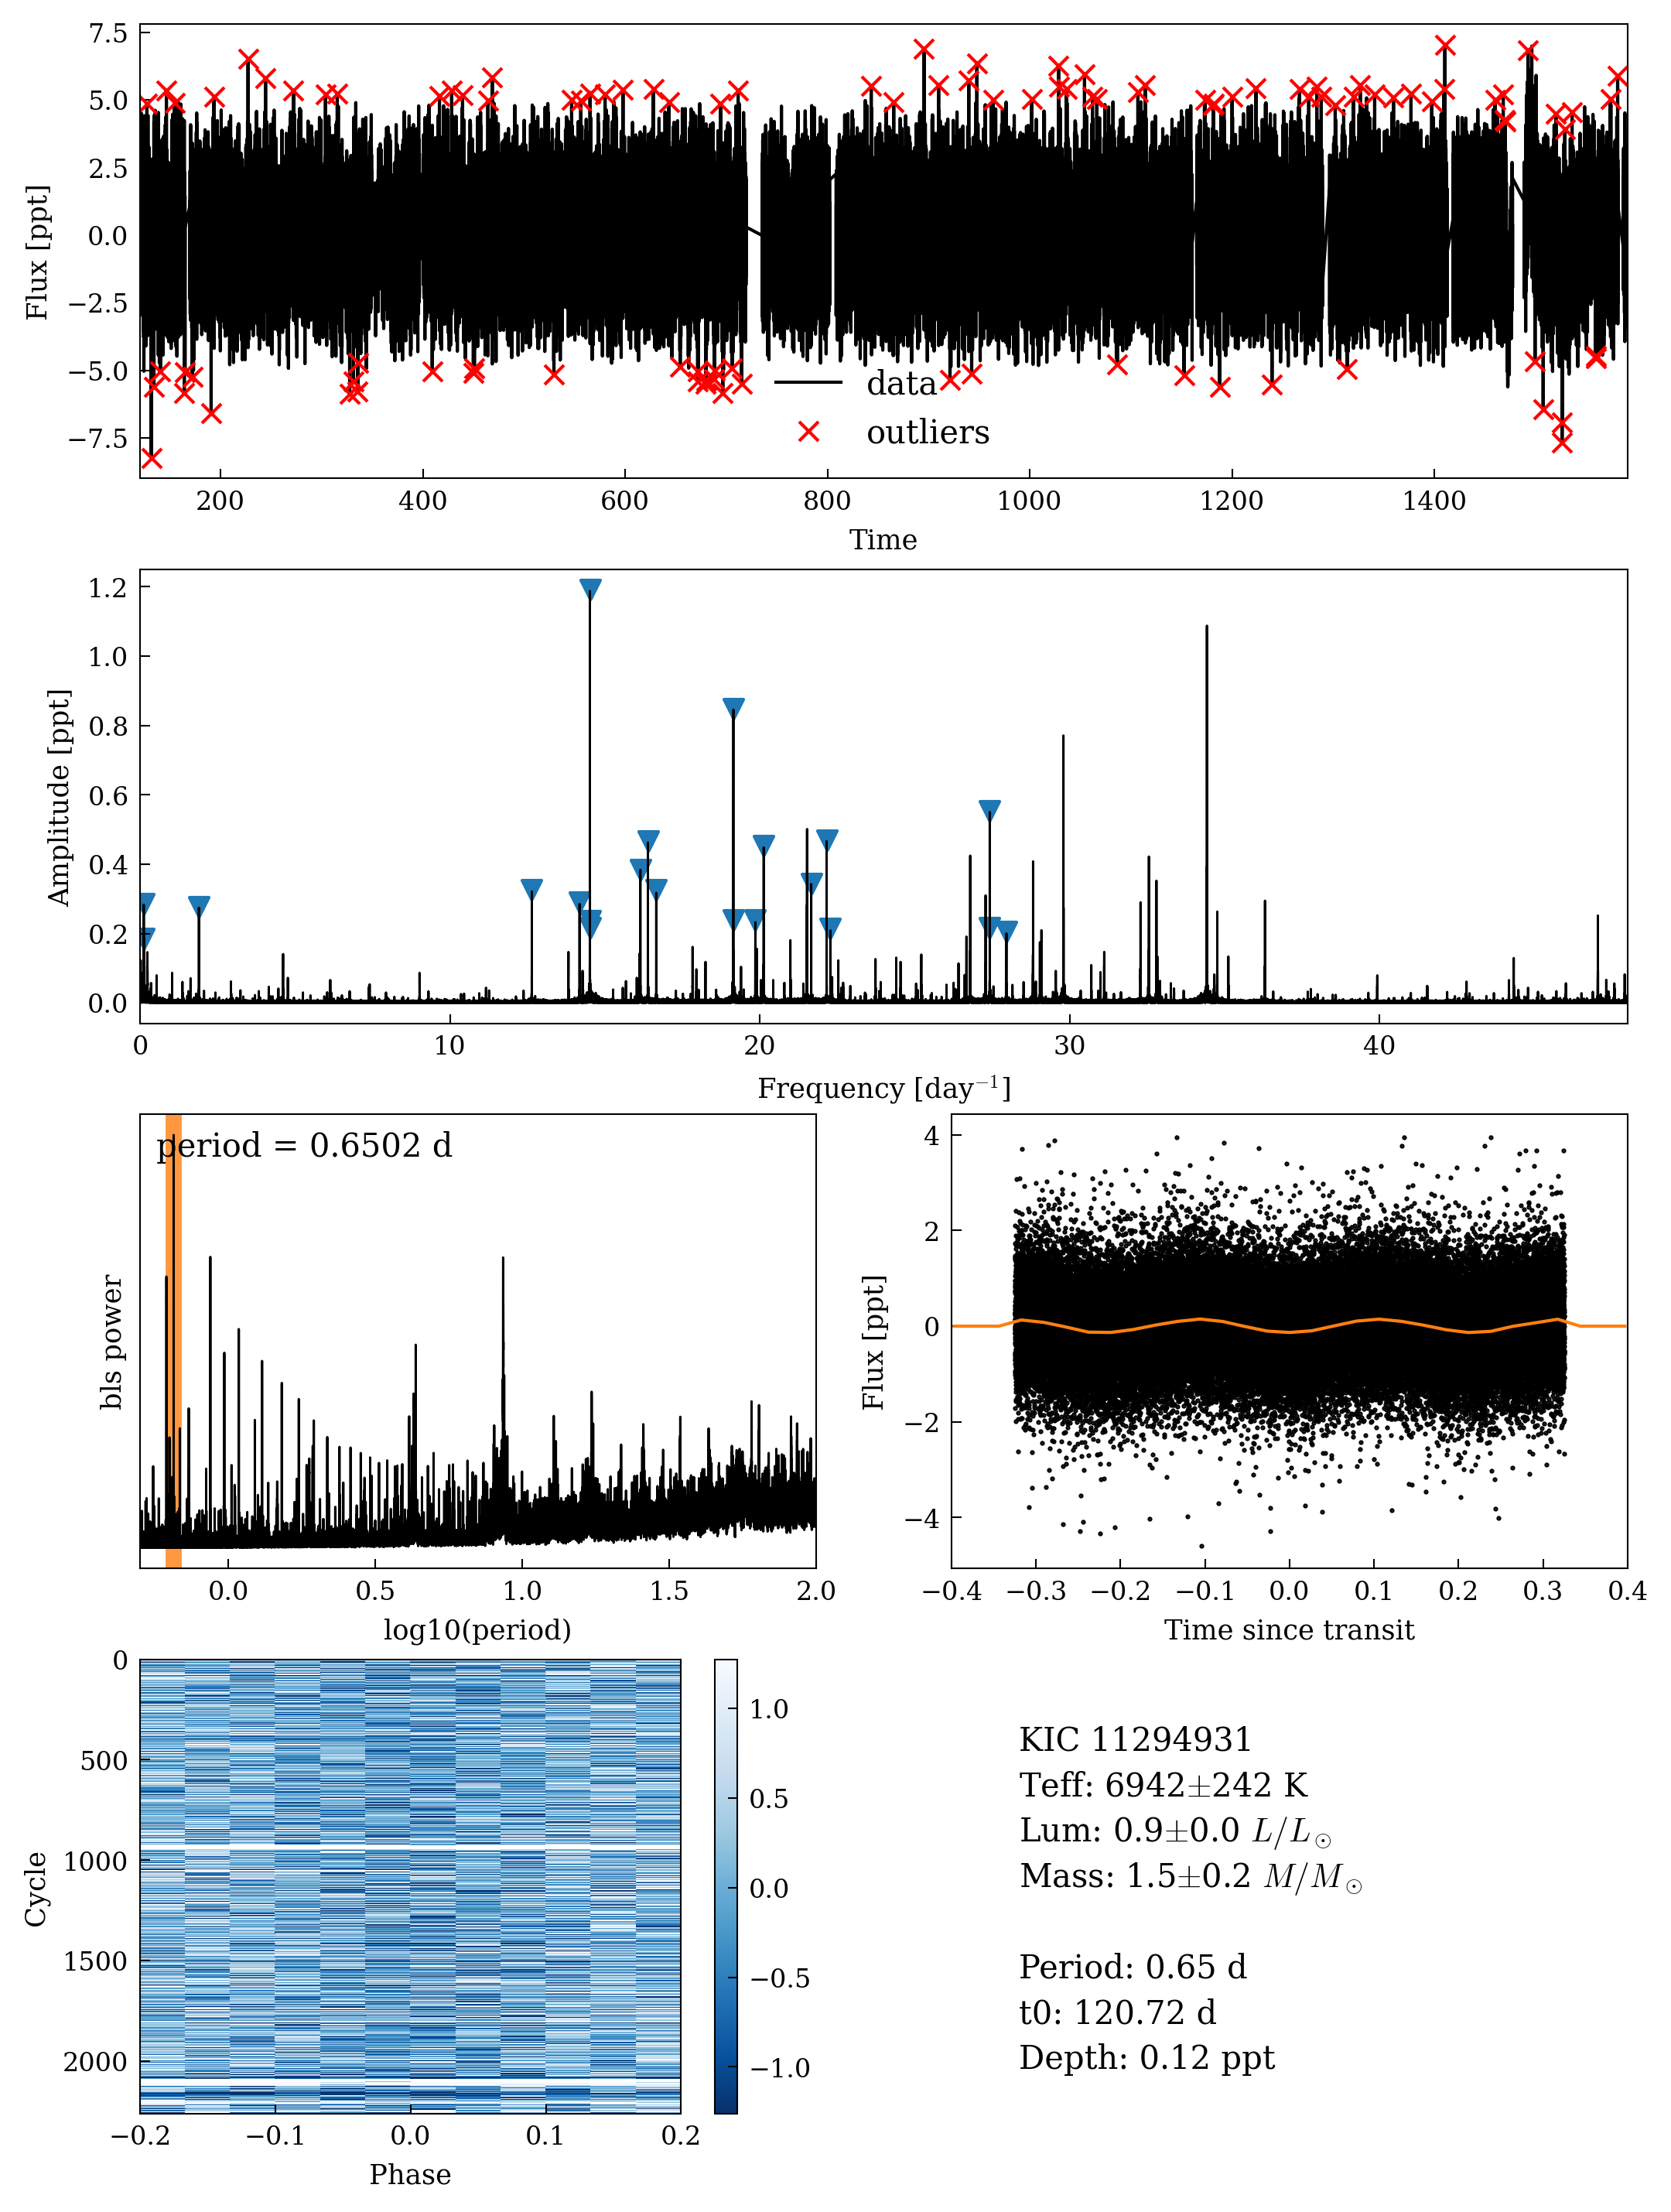 7.5
5.0
2.5
0.0
−2.5
−5.0
−7.5
Flux [ppt]
data
outliers
200 400 600 800 1000 1200 1400
Time
1.2
1.0
0.8
0.6
0.4
0.2
0.0
Amplitude [ppt]
0 10 20 30 40
Frequency [day⁻¹]
period = 0.6502 d
bls power
0.0 0.5 1.0 1.5 2.0
log10(period)
4
2
0
−2
−4
Flux [ppt]
−0.4 −0.3 −0.2 −0.1 0.0 0.1 0.2 0.3 0.4
Time since transit
0
500
1000
1500
2000
Cycle
−0.2 −0.1 0.0 0.1 0.2
Phase
1.0
0.5
0.0
−0.5
−1.0
KIC 11294931
Teff: 6942±242 K
Lum: 0.9±0.0 L/L☉
Mass: 1.5±0.2 M/M☉
Period: 0.65 d
t0: 120.72 d
Depth: 0.12 ppt